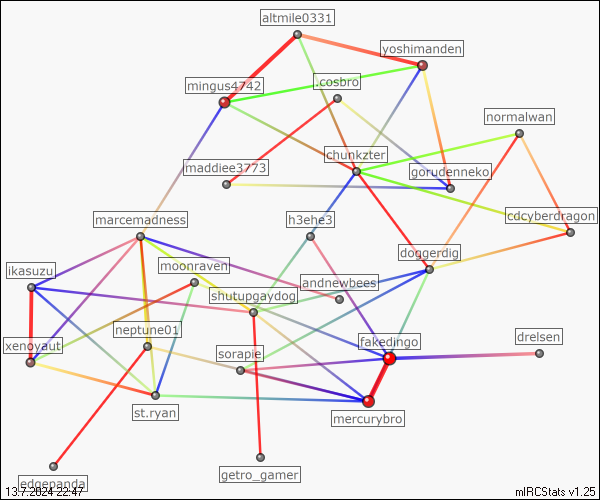 altmile0331
yoshimanden
mingus4742
.cosbro
normalwan
chunkzter
maddiee3773
gorudenneko
cdcyberdragon
marcemadness
h3ehe3
doggerdig
moonraven
ikasuzu
andnewbees
shutupgaydog
neptune01
drelsen
fakedingo
xenoyaut
sorapie
st.ryan
mercurybro
getro_gamer
edgepanda
13.7.2024 22:47
mIRCStats v1.25